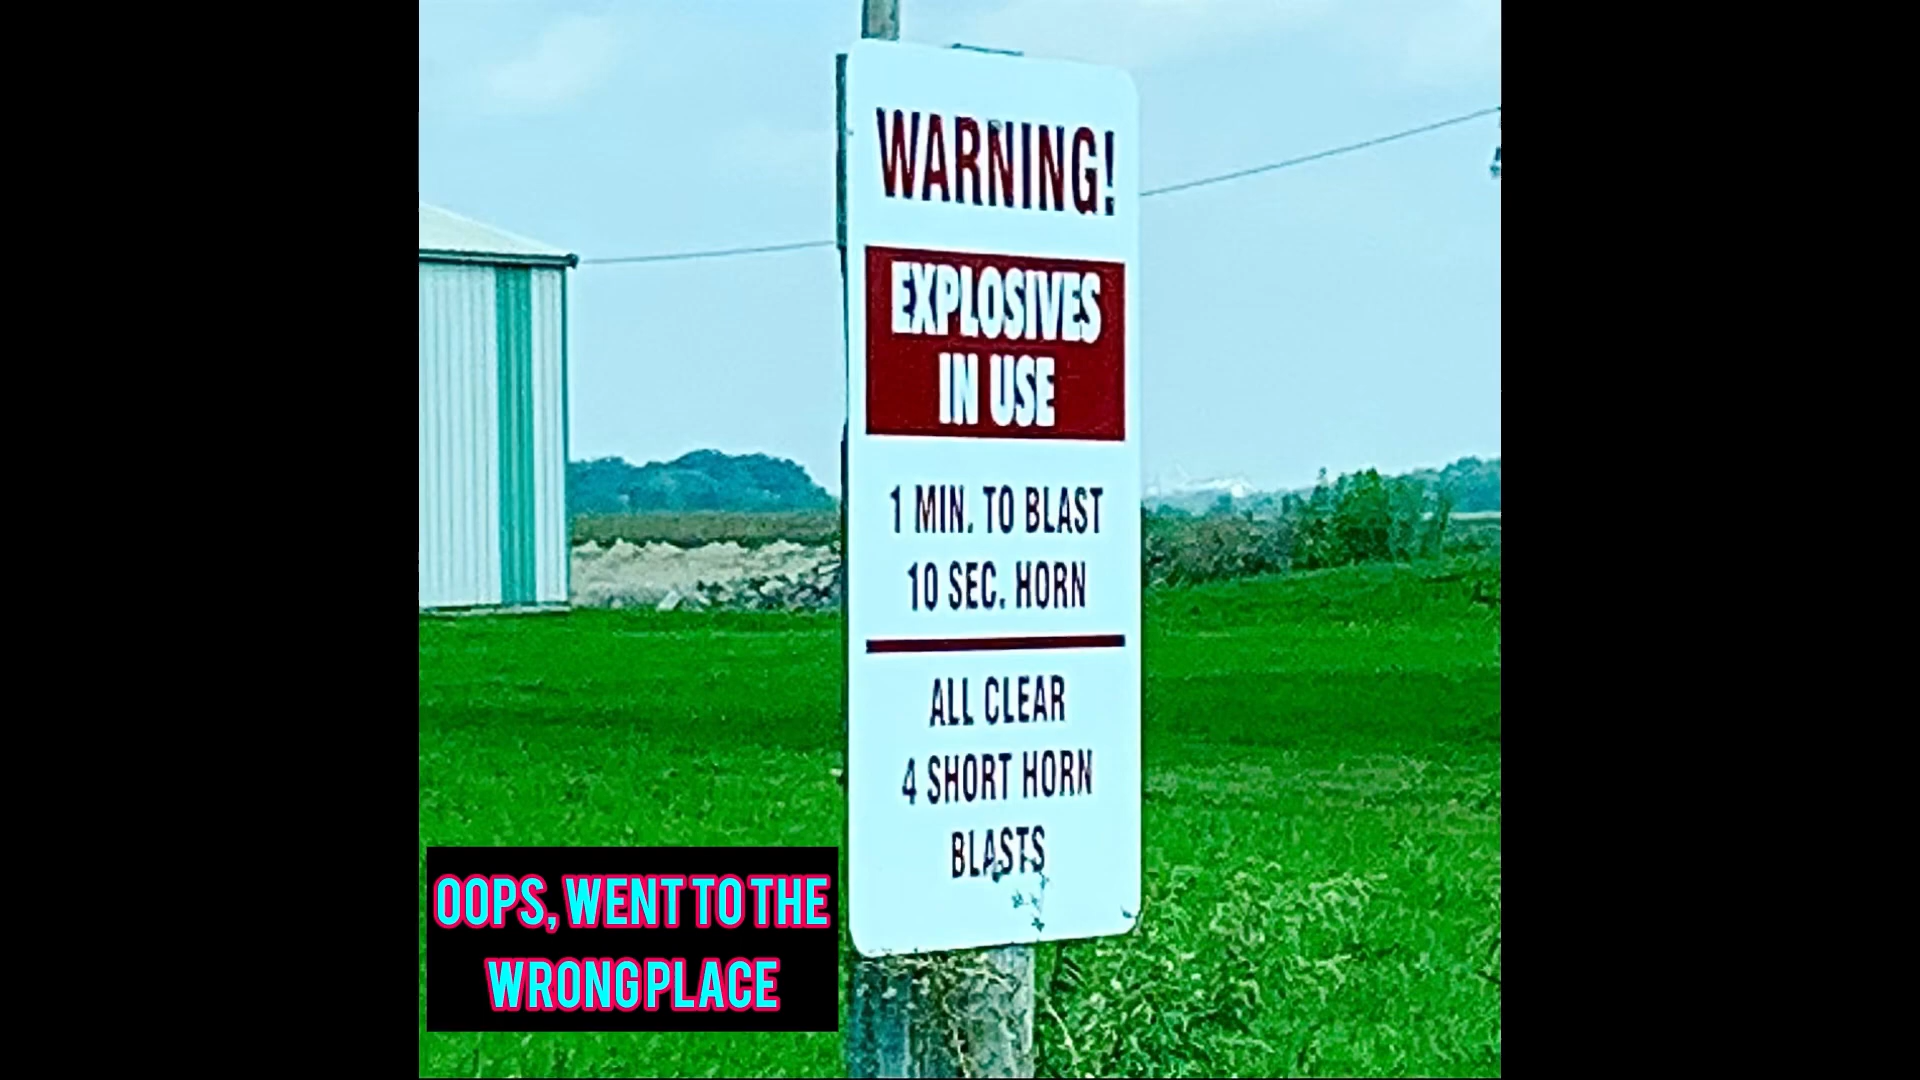 WARNING!
EXPLOSIVES
IN USE
1 MIN. TO BLAST
10 SEC. HORN
ALL CLEAR
4 SHORT HORN
BLASTS
OOPS, WENT TO THE
WRONG PLACE